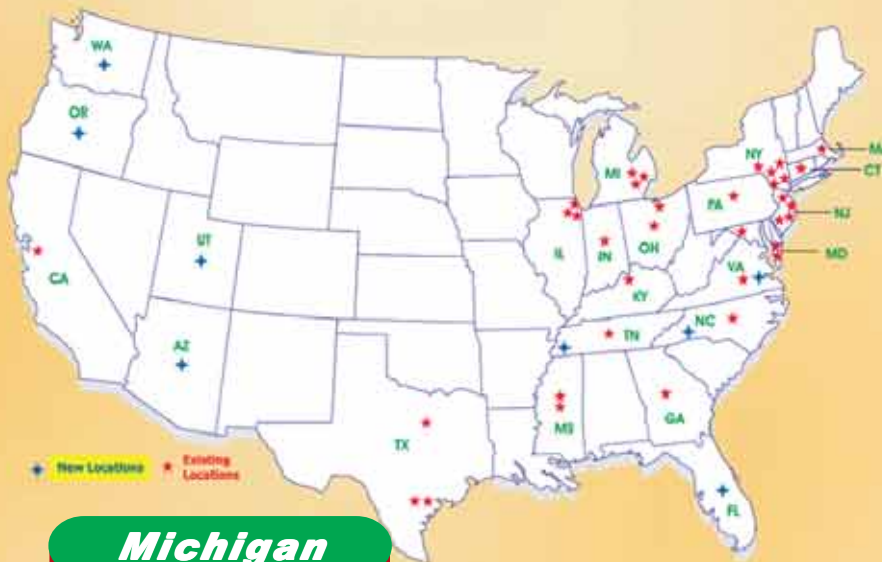 WA
OR
MI
NY
M
CT
PA
NJ
UT
IL
IN
OH
MD
CA
VA
KY
AZ
NC
TN
TX
MS
GA
FL
New Locations
Existing
Locations
Michigan